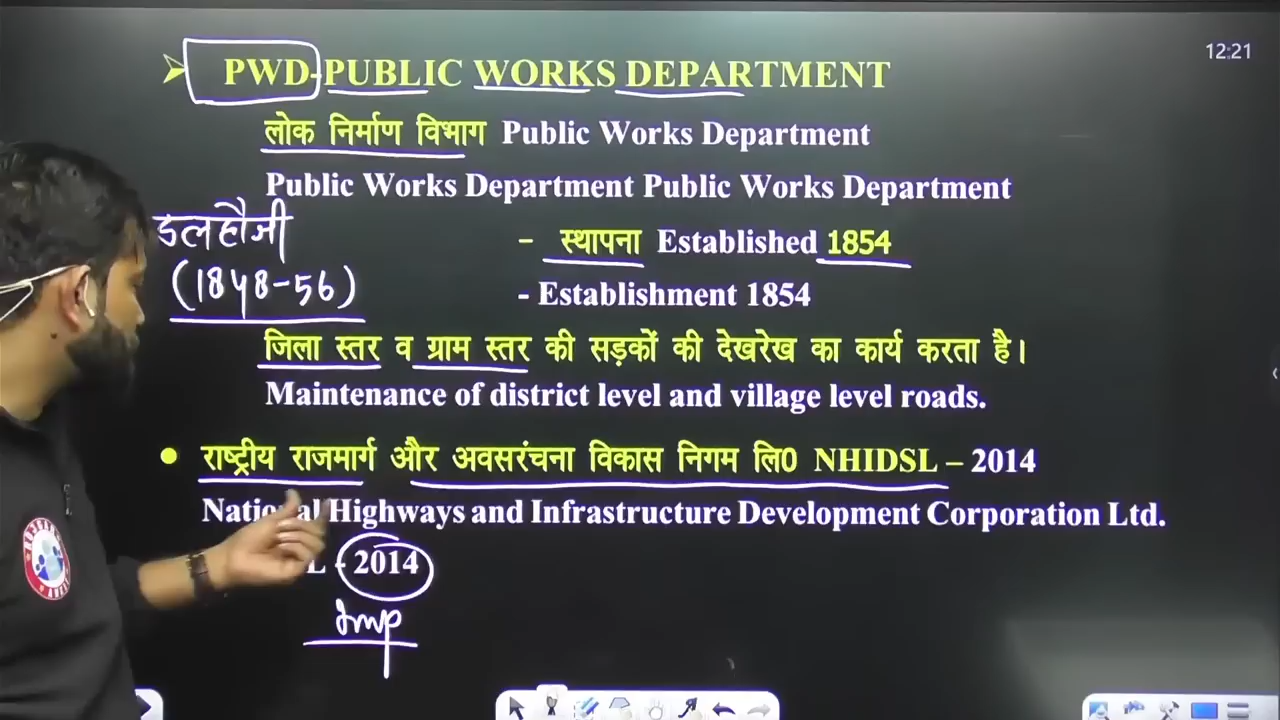 12:21
PWD-PUBLIC WORKS DEPARTMENT
लोक निर्माण विभाग Public Works Department
Public Works Department Public Works Department
डलहौजी
- स्थापना Established 1854
(1848-56)
- Establishment 1854
जिला स्तर व ग्राम स्तर की सड़कों की देखरेख का कार्य करता है।
Maintenance of district level and village level roads.
राष्ट्रीय राजमार्ग और अवसरंचना विकास निगम लि0 NHIDSL – 2014
National Highways and Infrastructure Development Corporation Ltd.
L - 2014
Imp